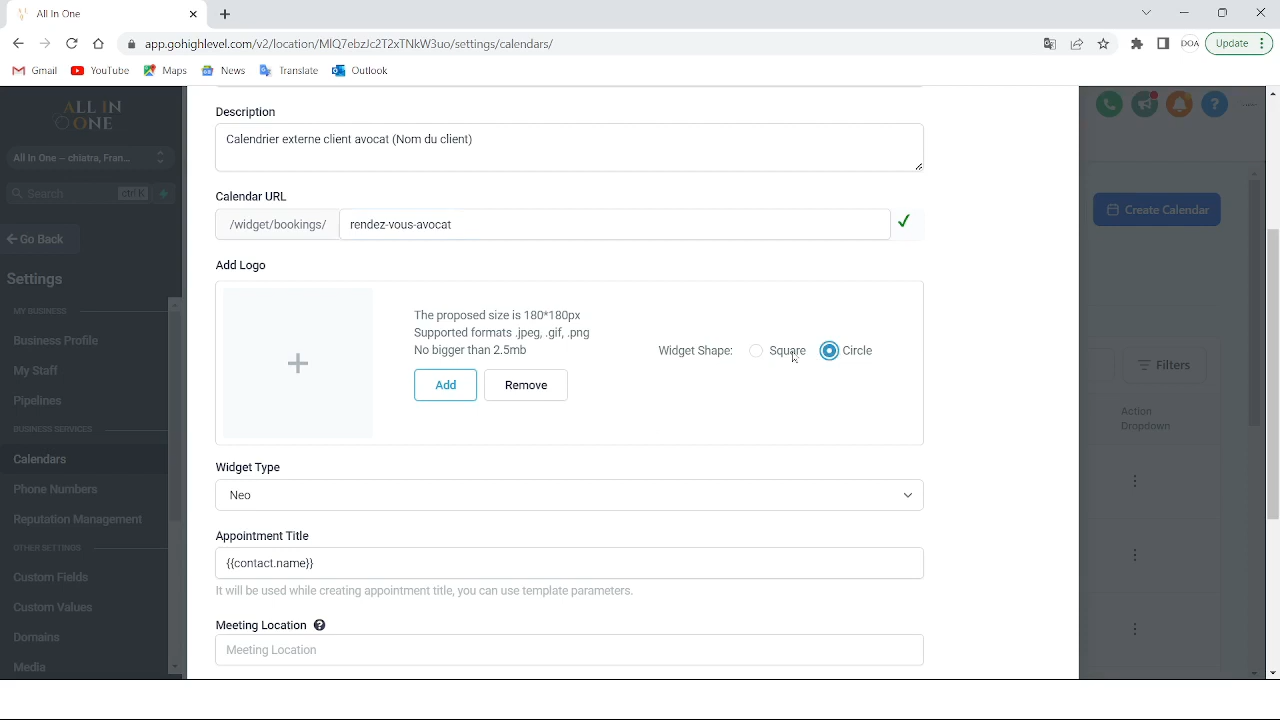 All In One
app.gohighlevel.com/v2/location/MIQ7ebzJc2T2xTNkW3ro/settings/calendars/
DOA
Update
Gmail
YouTube
Maps
News
Translate
Outlook
ALL IN
ONE
All In One – chiatra, Fran...
Search
ctrl K
Go Back
Settings
MY BUSINESS
Business Profile
My Staff
Pipelines
BUSINESS SERVICES
Calendars
Phone Numbers
Reputation Management
OTHER SETTINGS
Custom Fields
Custom Values
Domains
Media
Description
Calendrier externe client avocat (Nom du client)
Calendar URL
/widget/bookings/
rendez-vous-avocat
Add Logo
The proposed size is 180*180px
Supported formats .jpeg, .gif, .png
No bigger than 2.5mb
Add
Remove
Widget Shape:
Square
Circle
Widget Type
Neo
Appointment Title
{{contact.name}}
It will be used while creating appointment title, you can use template parameters.
Meeting Location
Meeting Location
Create Calendar
Filters
Action
Dropdown